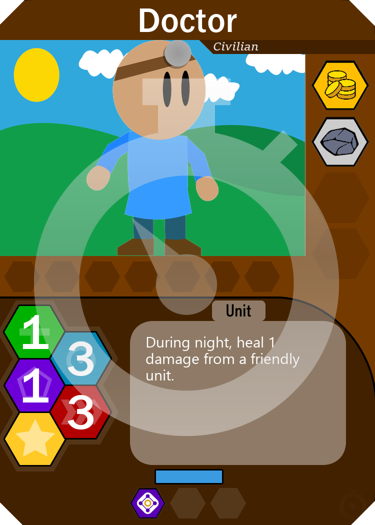 Doctor
Civilian
Unit
1
3
1
3
During night, heal 1
damage from a friendly
unit.